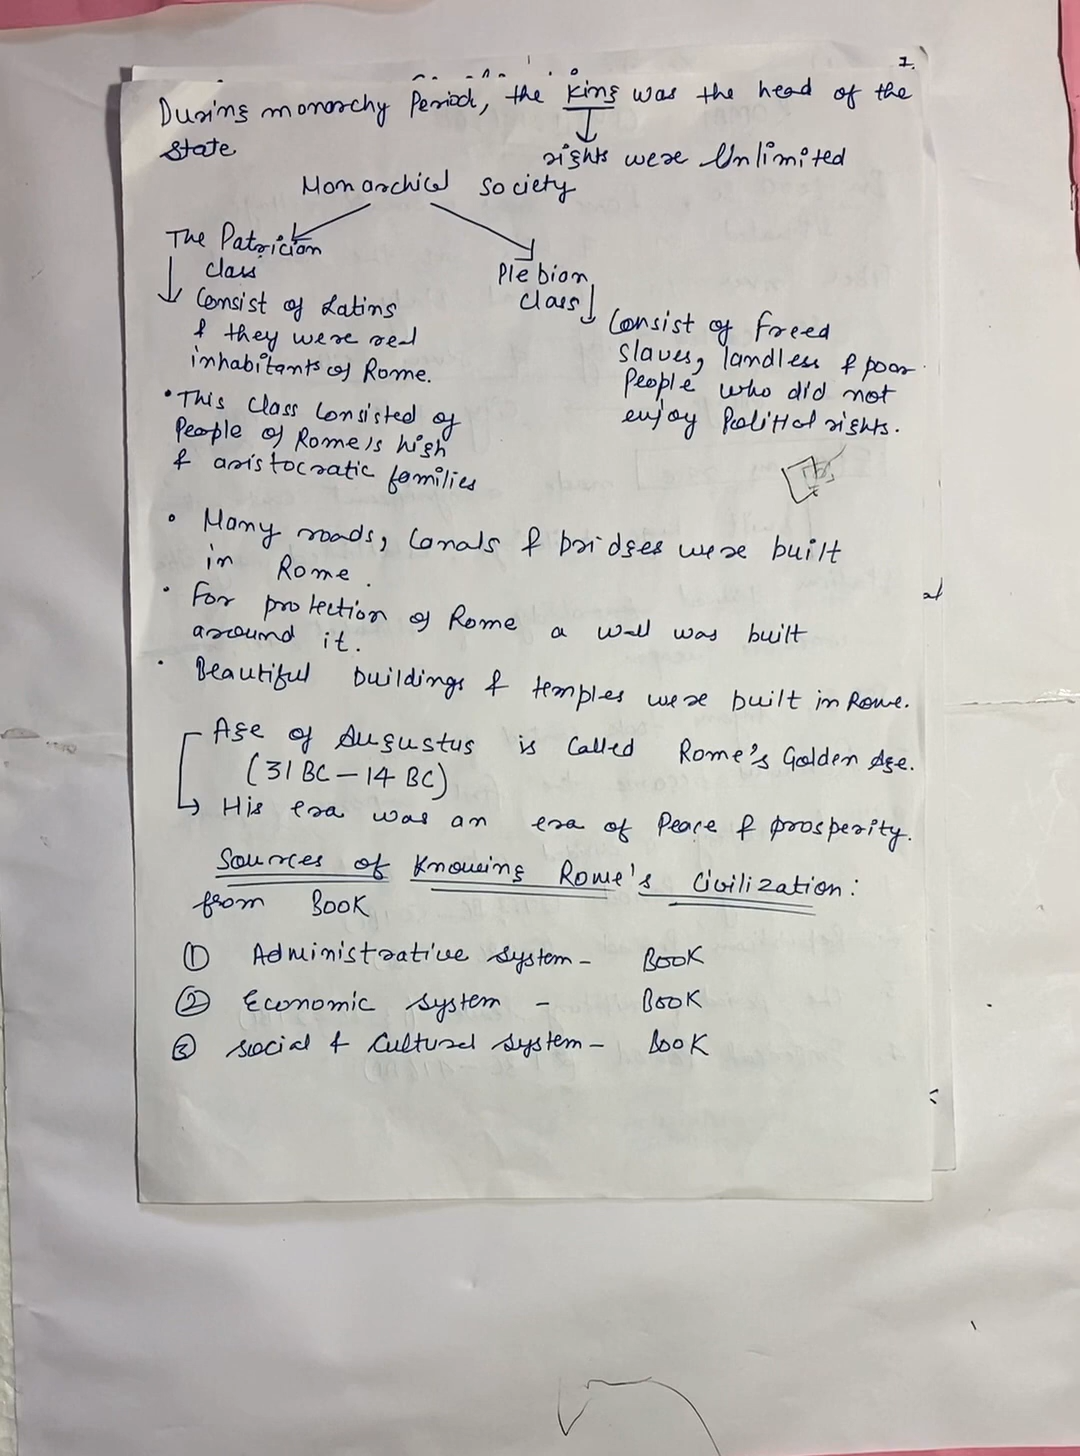 1.
During monarchy Period, the King was the head of the
state
rights were Unlimited
Monarchical society
The Patrician
class
Consist of Latins
& they were real
inhabitants of Rome.
• This class consisted of
People of Rome's high
& aristocratic families
Plebian
class
Consist of freed
slaves, landless & poor
People who did not
enjoy Political rights.
• Many roads, Canals & bridges were built
in Rome.
• For protection of Rome a wall was built
around it.
• Beautiful buildings & temples were built in Rome.
Age of Augustus is called Rome's Golden Age.
(31 BC – 14 BC)
His era was an era of Peace & prosperity.
Sources of Knowing Rome's Civilization:
from BOOK
① Administrative system – BOOK
② Economic system – BOOK
③ social & Cultural system – BOOK